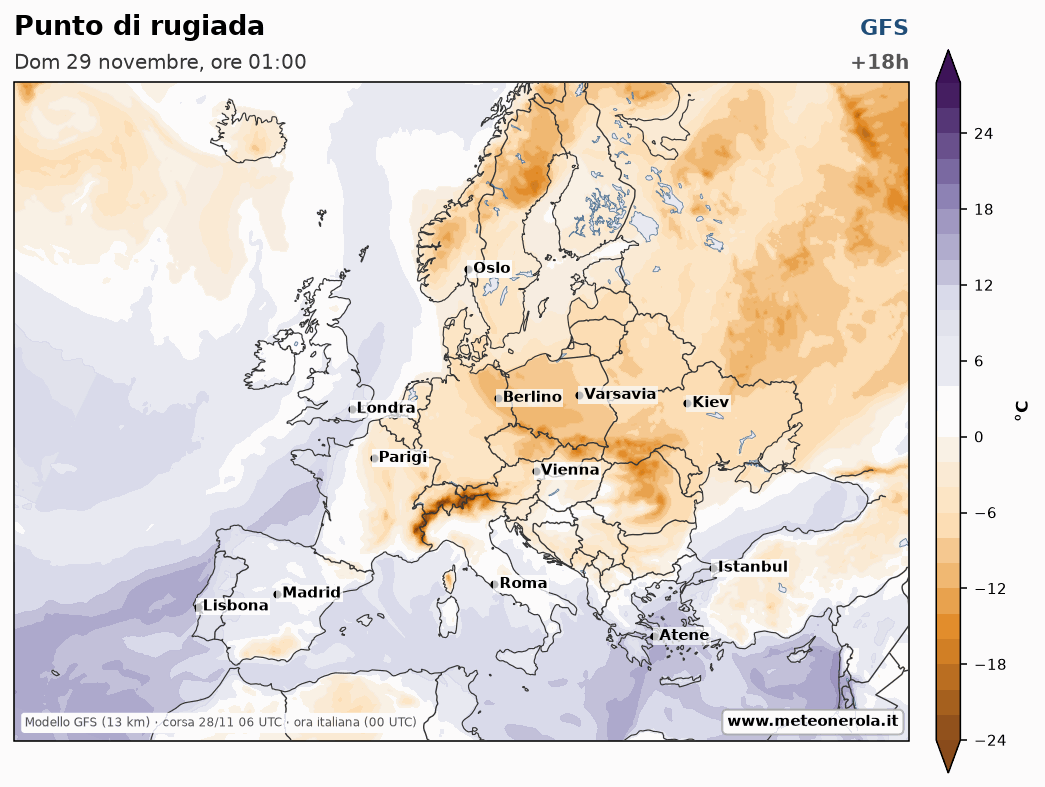 Punto di rugiada
GFS
Dom 29 novembre, ore 01:00
+18h
Oslo
Berlino
Varsavia
Kiev
Londra
Parigi
Vienna
Istanbul
Roma
Madrid
Lisbona
Atene
Modello GFS (13 km) · corsa 28/11 06 UTC · ora italiana (00 UTC)
www.meteonerola.it
24
18
12
6
0
−6
−12
−18
−24
°C